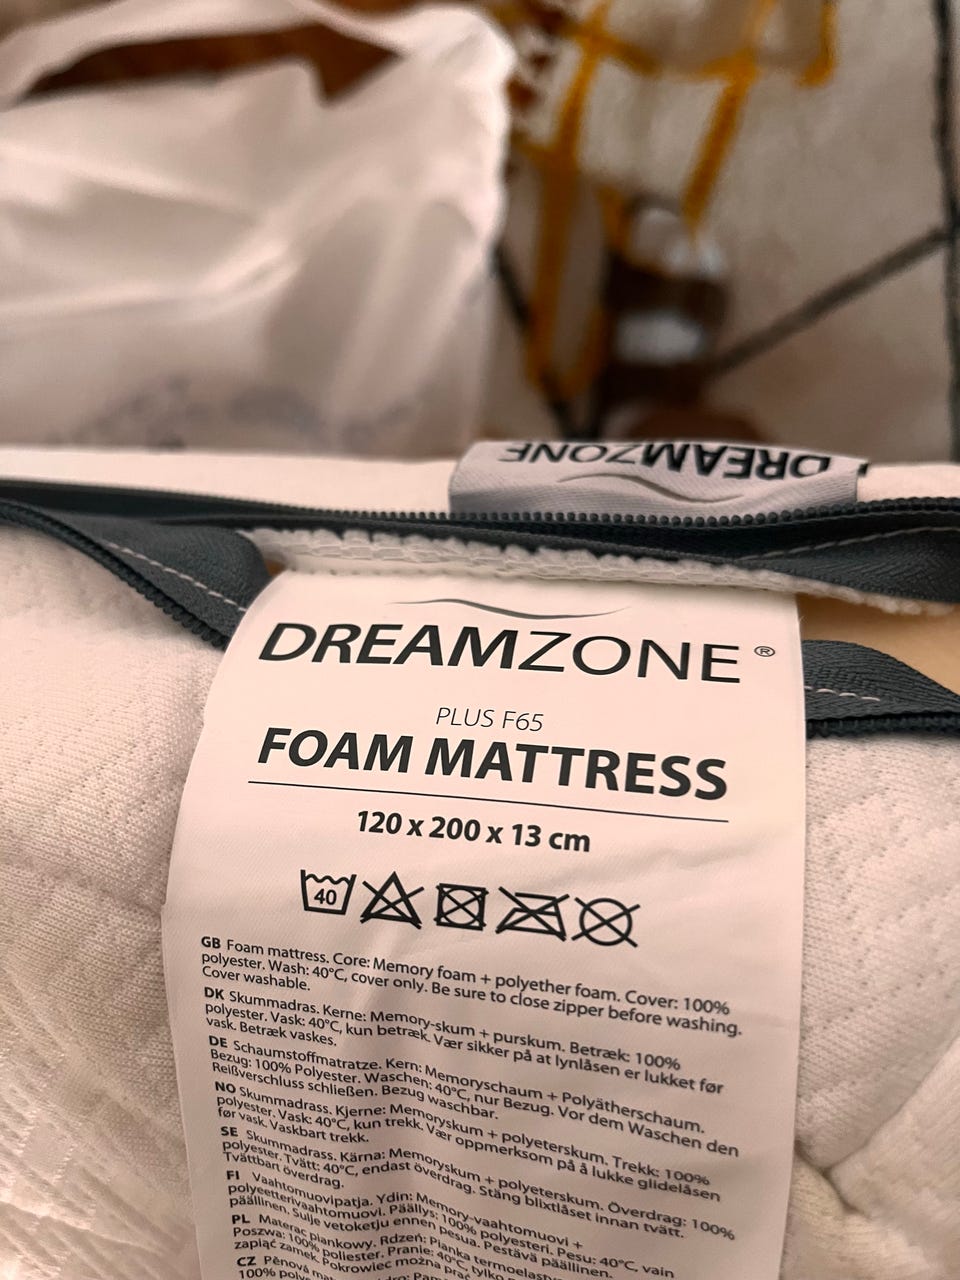 DREAMZONE
DREAMZONE®
PLUS F65
FOAM MATTRESS
120 x 200 x 13 cm
40
GB Foam mattress. Core: Memory foam + polyether foam. Cover: 100%
polyester. Wash: 40°C, cover only. Be sure to close zipper before washing.
Cover washable.
DK Skummadras. Kerne: Memory-skum + purskum. Betræk: 100%
polyester. Vask: 40°C, kun betræk. Vær sikker på at lynlåsen er lukket før
vask. Betræk vaskes.
DE Schaumstoffmatratze. Kern: Memoryschaum + Polyätherschaum.
Bezug: 100% Polyester. Waschen: 40°C, nur Bezug. Vor dem Waschen den
Reißverschluss schließen. Bezug waschbar.
NO Skummadrass. Kjerne: Memoryskum + polyeterskum. Trekk: 100%
polyester. Vask: 40°C, kun trekk. Vær oppmerksom på å lukke glidelåsen
før vask. Vaskbart trekk.
SE Skummadrass. Kärna: Memoryskum + polyeterskum. Överdrag: 100%
polyester. Tvätt: 40°C, endast överdrag. Stäng blixtlåset innan tvätt.
Tvättbart överdrag.
FI Vaahtomuovipatja. Ydin: Memory-vaahtomuovi +
polyeetterivaahtomuovi. Päällys: 100% polyesteri. Pesu: 40°C, vain
päällinen. Sulje vetoketju ennen pesua. Pestävä päällinen.
PL Materac piankowy. Rdzeń: Pianka
Poszwa: 100% poliester. Pranie: 40°C, tylko
zapiąć zamek. Pokrowiec można
CZ Pěnová
100%